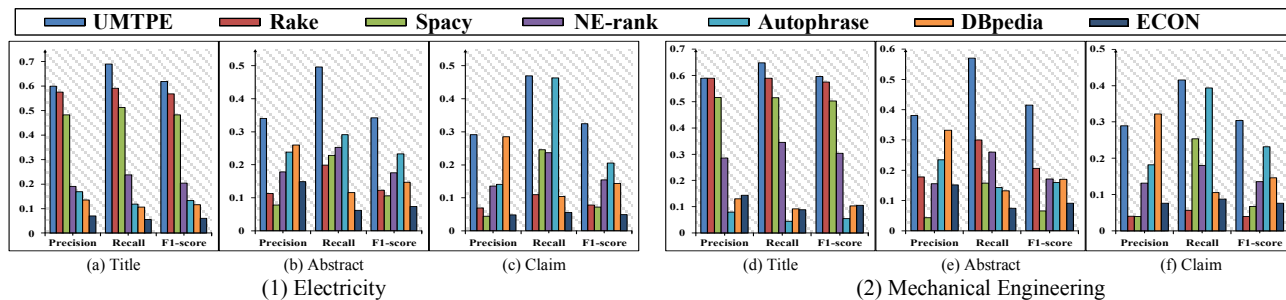 UMTPE Rake Spacy NE-rank Autophrase DBpedia ECON
0.7
0.6
0.5
0.4
0.3
0.2
0.1
0
Precision Recall F1-score
(a) Title
0.5
0.4
0.3
0.2
0.1
0
Precision Recall F1-score
(b) Abstract
0.5
0.4
0.3
0.2
0.1
0
Precision Recall F1-score
(c) Claim
0.7
0.6
0.5
0.4
0.3
0.2
0.1
0
Precision Recall F1-score
(d) Title
0.6
0.5
0.4
0.3
0.2
0.1
0
Precision Recall F1-score
(e) Abstract
0.5
0.4
0.3
0.2
0.1
0
Precision Recall F1-score
(f) Claim
(1) Electricity
(2) Mechanical Engineering